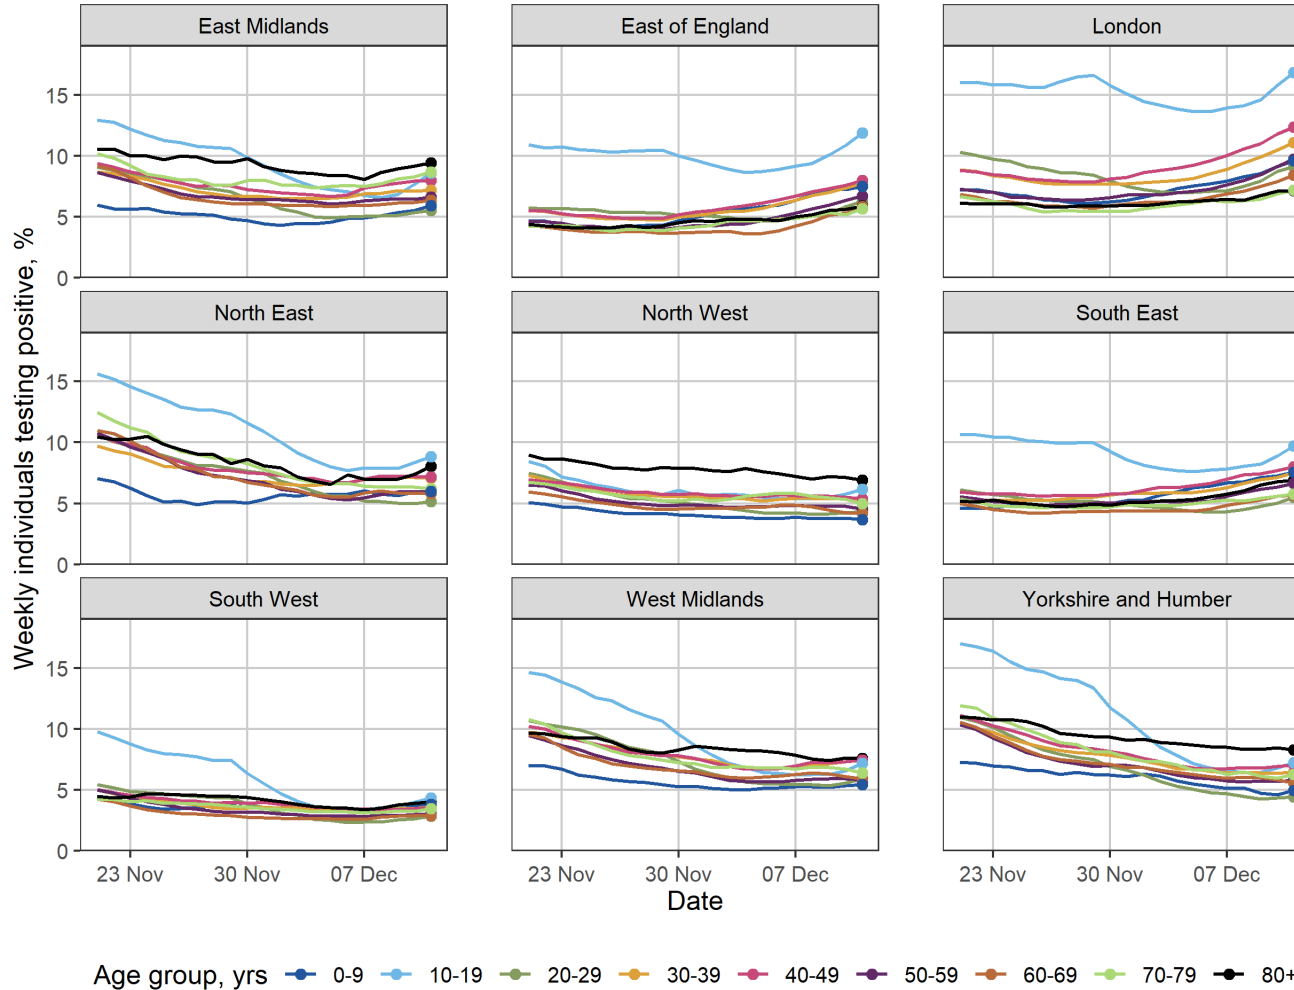 East Midlands East of England London
15
10
5
0
North East North West South East
15
10
5
0
South West West Midlands Yorkshire and Humber
15
10
5
0
23 Nov 30 Nov 07 Dec 23 Nov 30 Nov 07 Dec 23 Nov 30 Nov 07 Dec
Weekly individuals testing positive, %
Date
Age group, yrs 0-9 10-19 20-29 30-39 40-49 50-59 60-69 70-79 80+